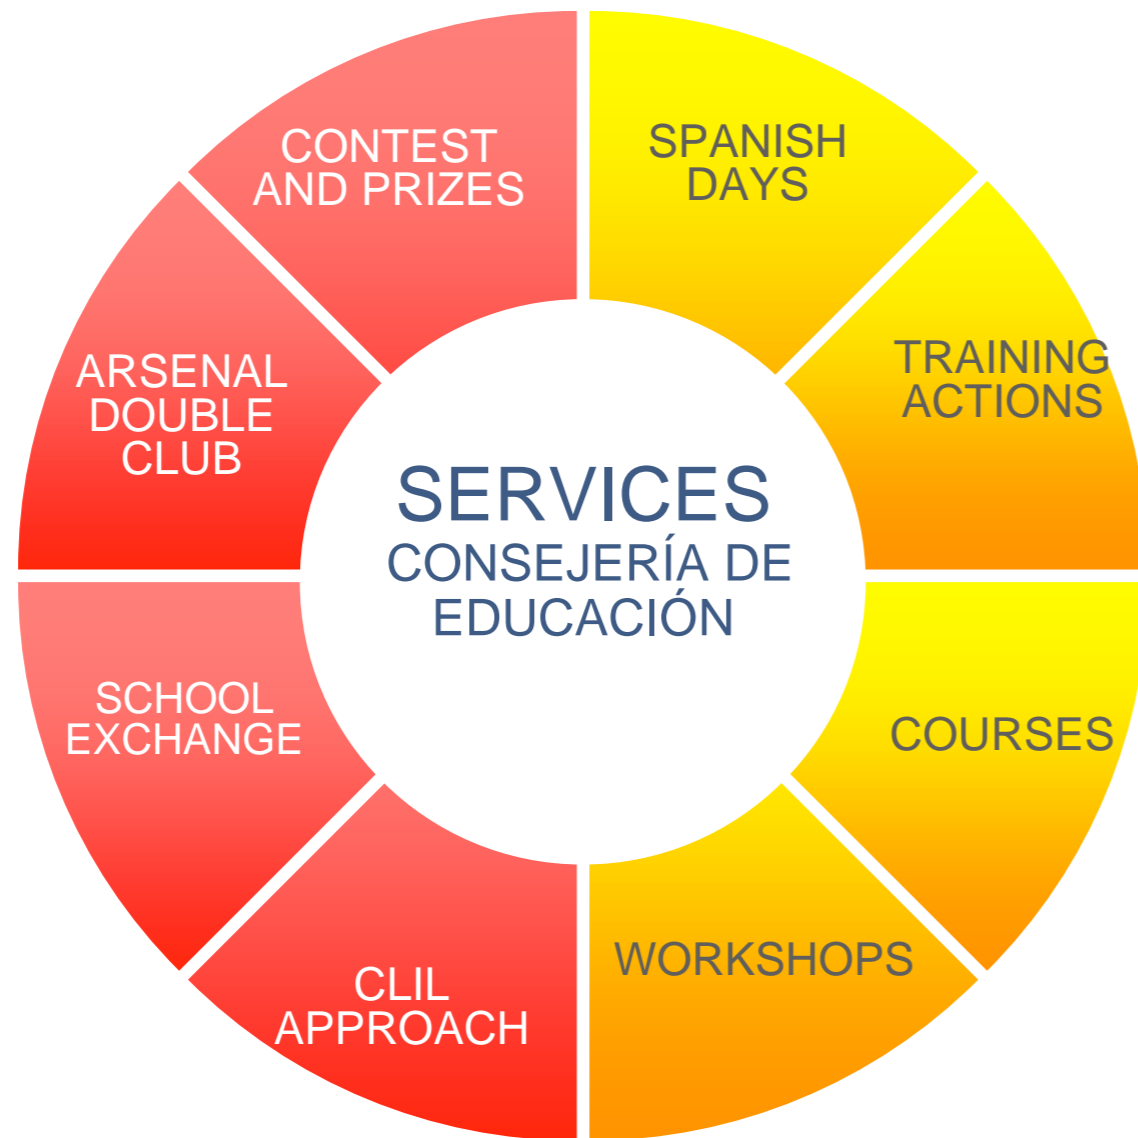 CONTEST
AND PRIZES
SPANISH
DAYS
TRAINING
ACTIONS
ARSENAL
DOUBLE
CLUB
SERVICES
CONSEJERÍA DE
EDUCACIÓN
SCHOOL
EXCHANGE
COURSES
WORKSHOPS
CLIL
APPROACH